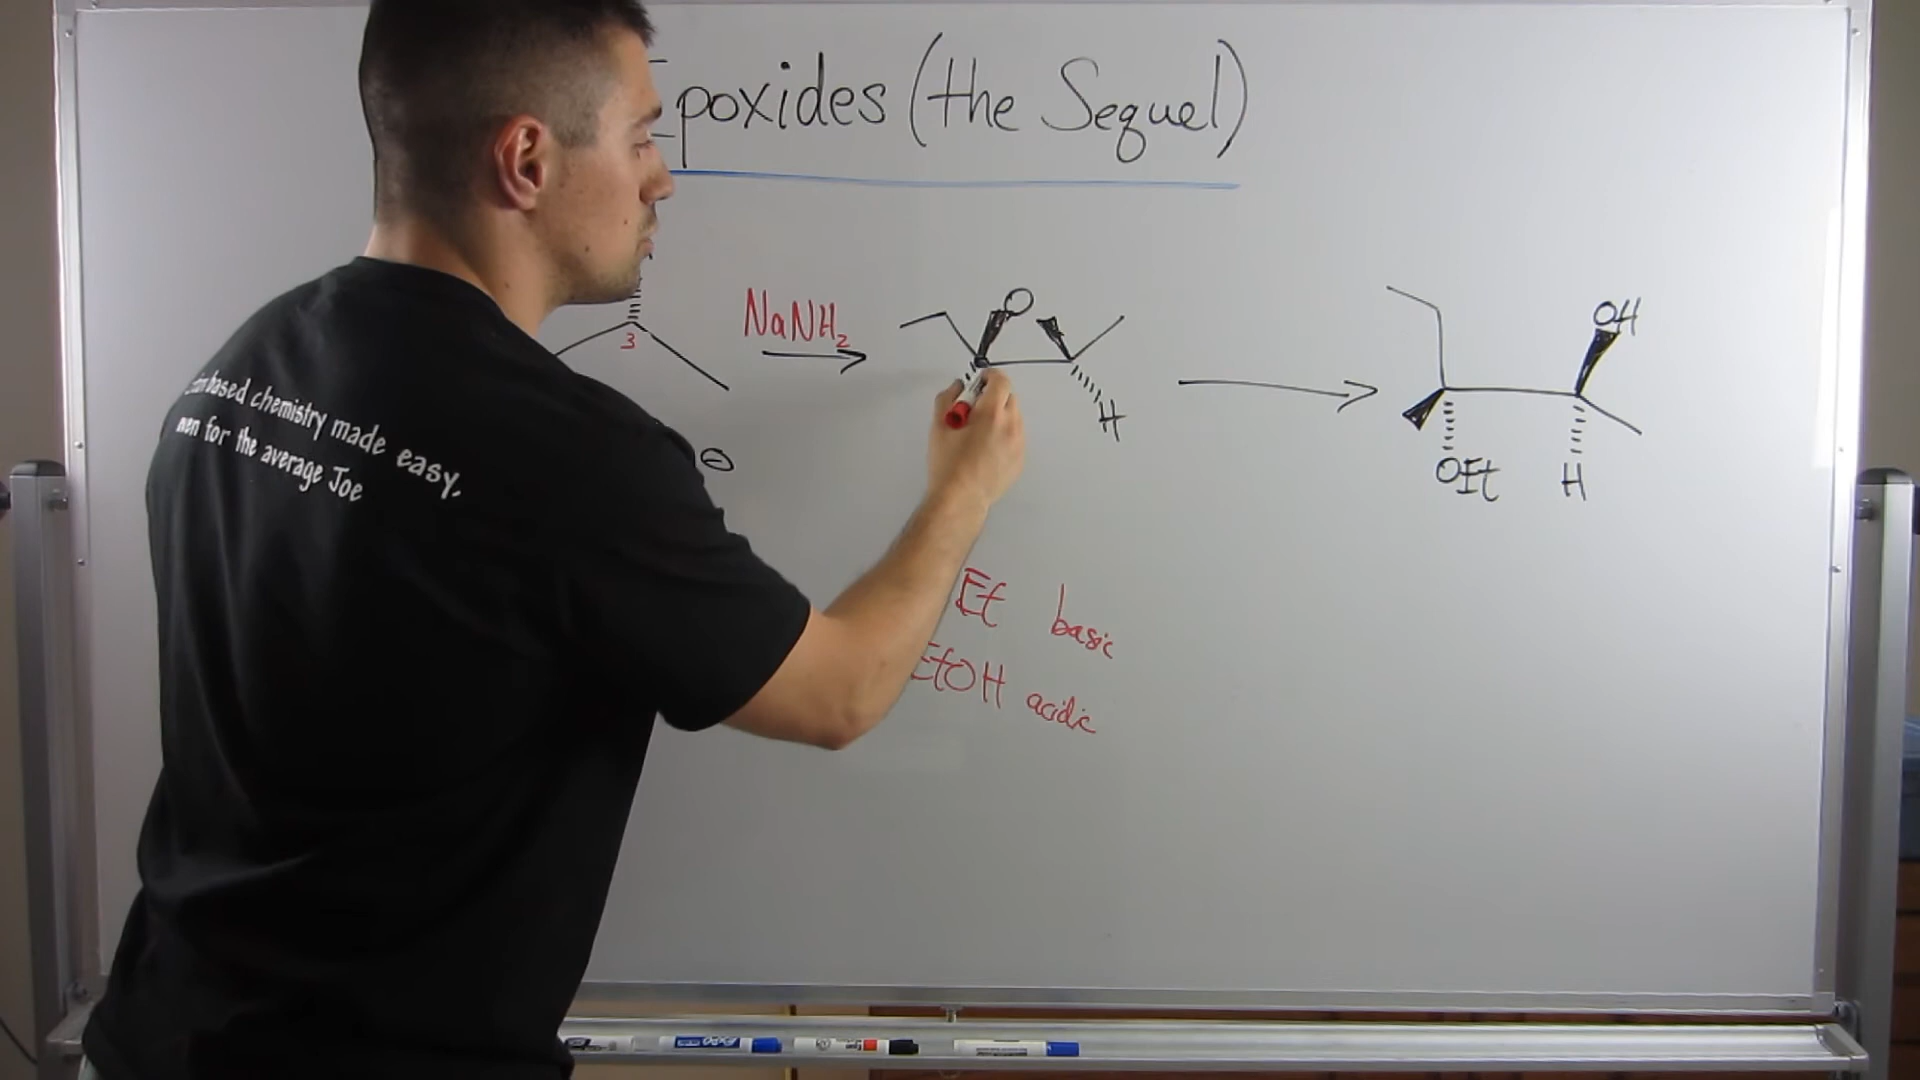 Epoxides (the Sequel)
NaNH2
O
OH
3
H
OEt
H
based chemistry made easy,
for the average Joe
Et basic
EtOH acidic
EXPO